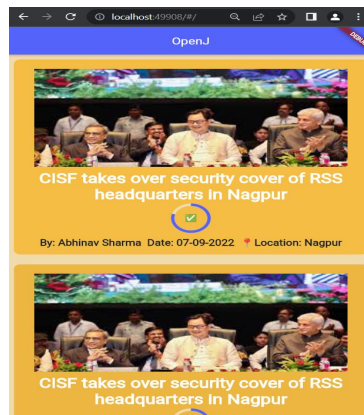 localhost:49908/#/
OpenJ
CISF takes over security cover of RSS
headquarters in Nagpur
By: Abhinav Sharma Date: 07-09-2022 📍 Location: Nagpur
CISF takes over security cover of RSS
headquarters in Nagpur